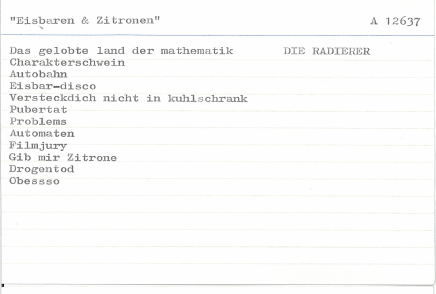 "Eisbaren & Zitronen" A 12637
Das gelobte land der mathematik DIE RADIERER
Charakterschwein
Autobahn
Eisbar-disco
Versteckdich nicht in kuhlschrank
Pubertat
Problems
Automaten
Filmjury
Gib mir Zitrone
Drogentod
Obessso